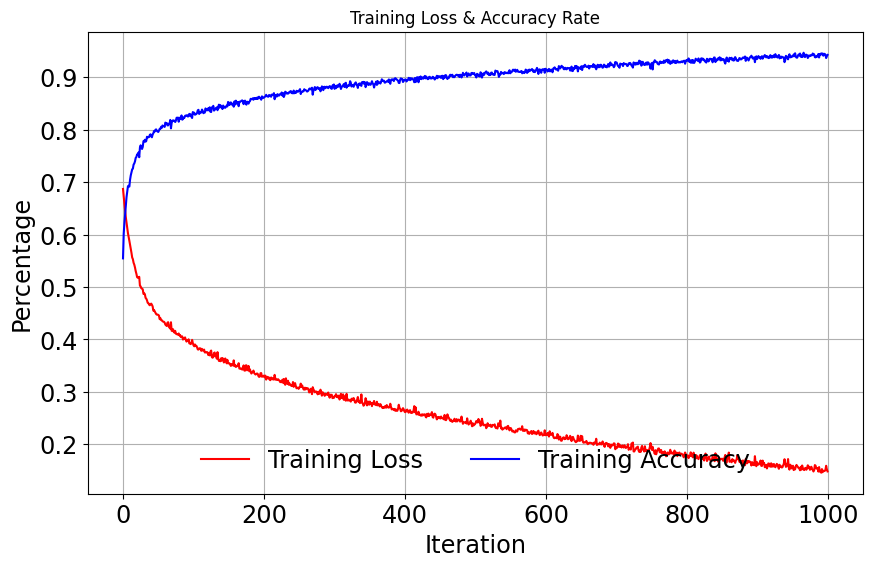 Training Loss & Accuracy Rate
0.9
0.8
0.7
0.6
0.5
0.4
0.3
0.2
Percentage
Training Loss Training Accuracy
0 200 400 600 800 1000
Iteration